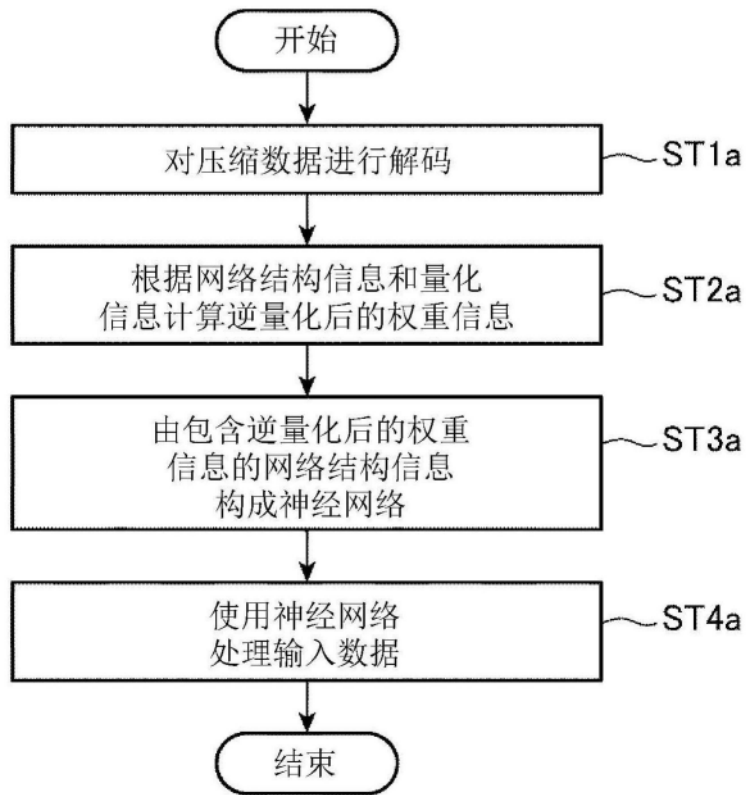 开始
对压缩数据进行解码
ST1a
根据网络结构信息和量化
信息计算逆量化后的权重信息
ST2a
由包含逆量化后的权重
信息的网络结构信息
构成神经网络
ST3a
使用神经网络
处理输入数据
ST4a
结束